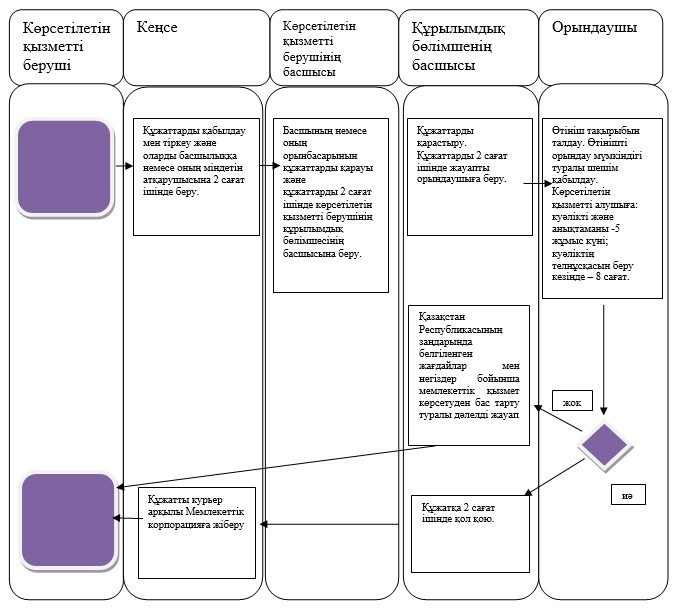 Көрсетілетін
қызметті
беруші
Кеңсе
Көрсетілетін
қызметті
берушінің
басшысы
Құрылымдық
бөлімшенің
басшысы
Орындаушы
Құжаттарды қабылдау
мен тіркеу және
оларды басшылыққа
немесе оның міндетін
атқарушысына 2 сағат
ішінде беру.
Басшының немесе
оның
орынбасарынын
құжаттарды қарауы
және
құжаттарды 2 сағат
ішінде көрсетілетін
қызметті берушінің
құрылымдық
бөлімшесінің
басшысына беру.
Құжаттарды
қарастыру.
Құжаттарды 2 сағат
ішінде жауапты
орындаушыға беру.
Өтініш тақырыбын
талдау. Өтінішті
орындау мүмкіндігі
туралы шешім
қабылдау.
Көрсетілетін
қызметті алушыға:
куәлікті және
анықтаманы -5
жұмыс күні;
куәліктің
телнұсқасын беру
кезінде – 8 сағат.
Қазақстан
Республикасының
заңдарында
белгіленген
жағдайлар мен
негіздер бойынша
мемлекеттік қызмет
көрсетуден бас тарту
туралы дәлелді жауап
жок
иә
Құжатты курьер
арқылы Мемлекеттік
корпорацияға жіберу
Құжатқа 2 сағат
ішінде қол қою.